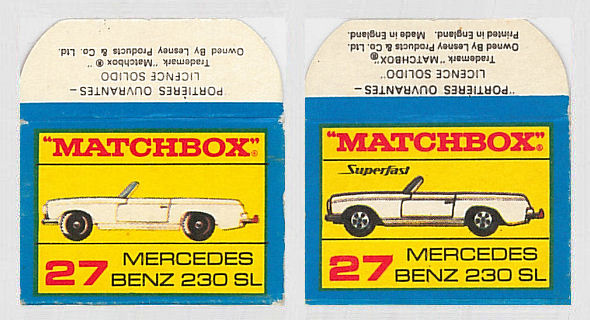 "PORTIÈRES OUVRANTES–
LICENCE SOLIDO"
Trademark "Matchbox" ®
Owned By Lesney Products & Co. Ltd.
"MATCHBOX"®
27
MERCEDES
BENZ 230 SL
"PORTIÈRES OUVRANTES–
LICENCE SOLIDO"
Trademark "MATCHBOX"®
Owned By Lesney Products & Co. Ltd.
Printed in England. Made in England.
"MATCHBOX"®
Superfast
27
MERCEDES
BENZ 230 SL